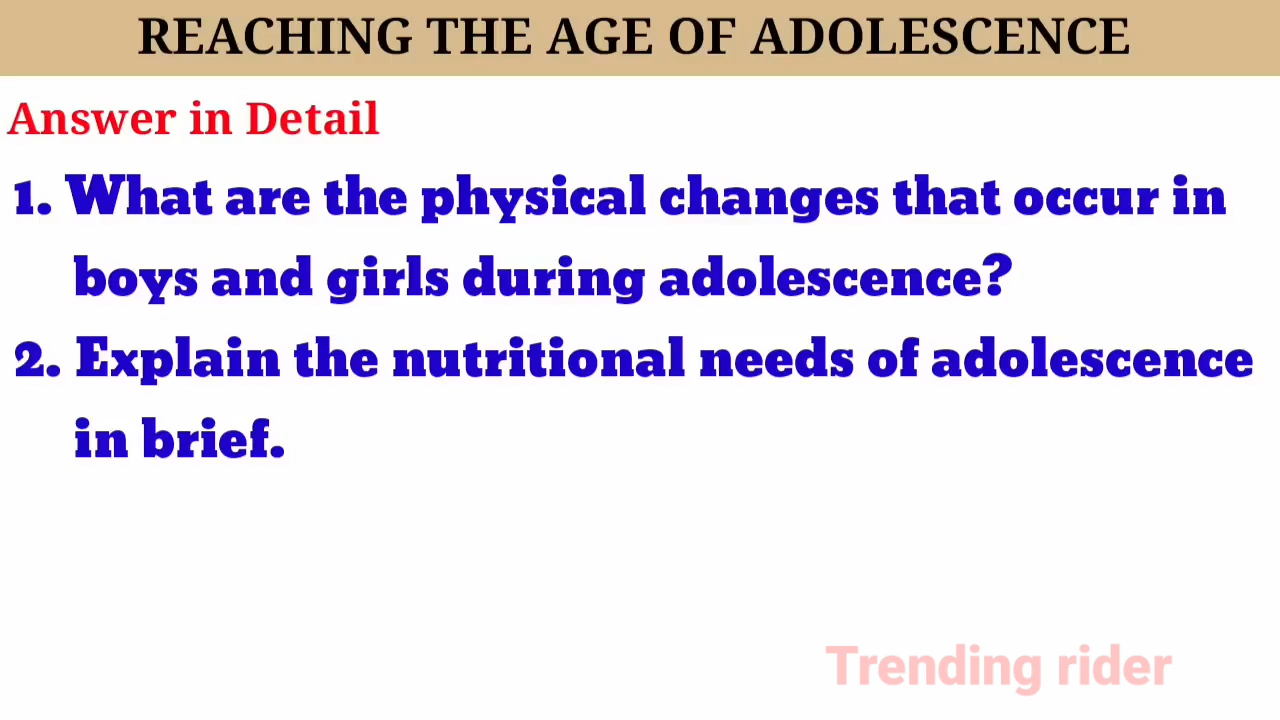 REACHING THE AGE OF ADOLESCENCE
Answer in Detail
1. What are the physical changes that occur in
boys and girls during adolescence?
2. Explain the nutritional needs of adolescence
in brief.
Trending rider